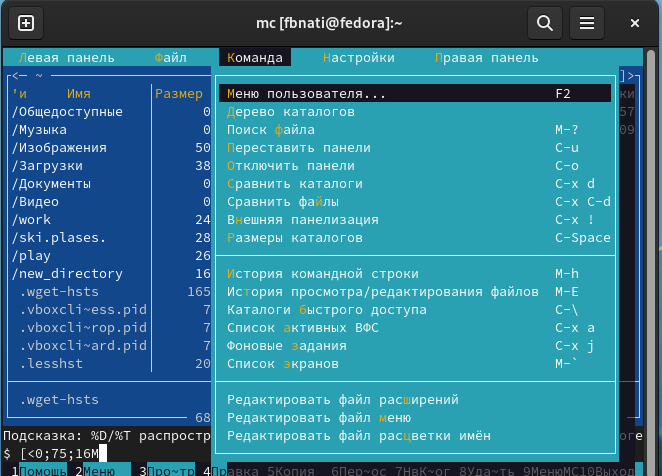 mc [fbnati@fedora]:~
Левая панель Файл Команда Настройки Правая панель
<— ~ ]>
'и Имя Размер
/Общедоступные 0
/Музыка 0
/Изображения 50
/Загрузки 38
/Документы 0
/Видео 0
/work 24
/ski.plases. 28
/play 26
/new_directory 16
.wget-hsts 165
.vboxcli~ess.pid 7
.vboxcli~rop.pid 7
.vboxcli~ard.pid 7
.lesshst 20
.wget-hsts
68
Меню пользователя... F2
Дерево каталогов
Поиск файла M-?
Переставить панели C-u
Отключить панели C-o
Сравнить каталоги C-x d
Сравнить файлы C-x C-d
Внешняя панелизация C-x !
Размеры каталогов C-Space
История командной строки M-h
История просмотра/редактирования файлов M-E
Каталоги быстрого доступа C-\
Список активных ВФС C-x a
Фоновые задания C-x j
Список экранов M-`
Редактировать файл расширений
Редактировать файл меню
Редактировать файл расцветки имён
ки
57
09
Подсказка: %D/%T распростр оге
$ [<0;75;16M
1Помощь 2Меню 3Про~тр 4Правка 5Копия 6Пер~ос 7НвК~ог 8Уда~ть 9МенюMC10Выход